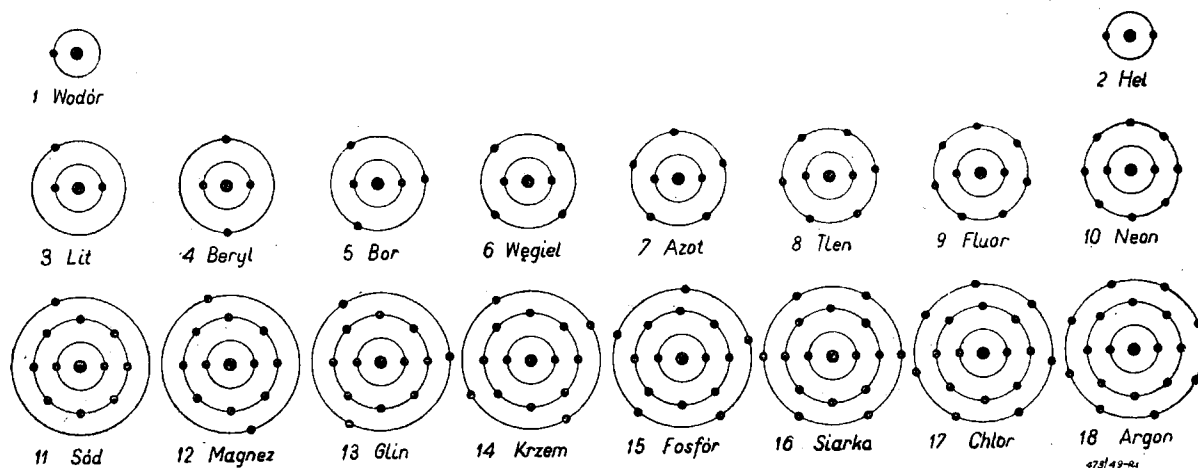 1 Wodór
2 Hel
3 Lit
4 Beryl
5 Bor
6 Węgiel
7 Azot
8 Tlen
9 Fluor
10 Neon
11 Sód
12 Magnez
13 Glin
14 Krzem
15 Fosfór
16 Siarka
17 Chlor
18 Argon